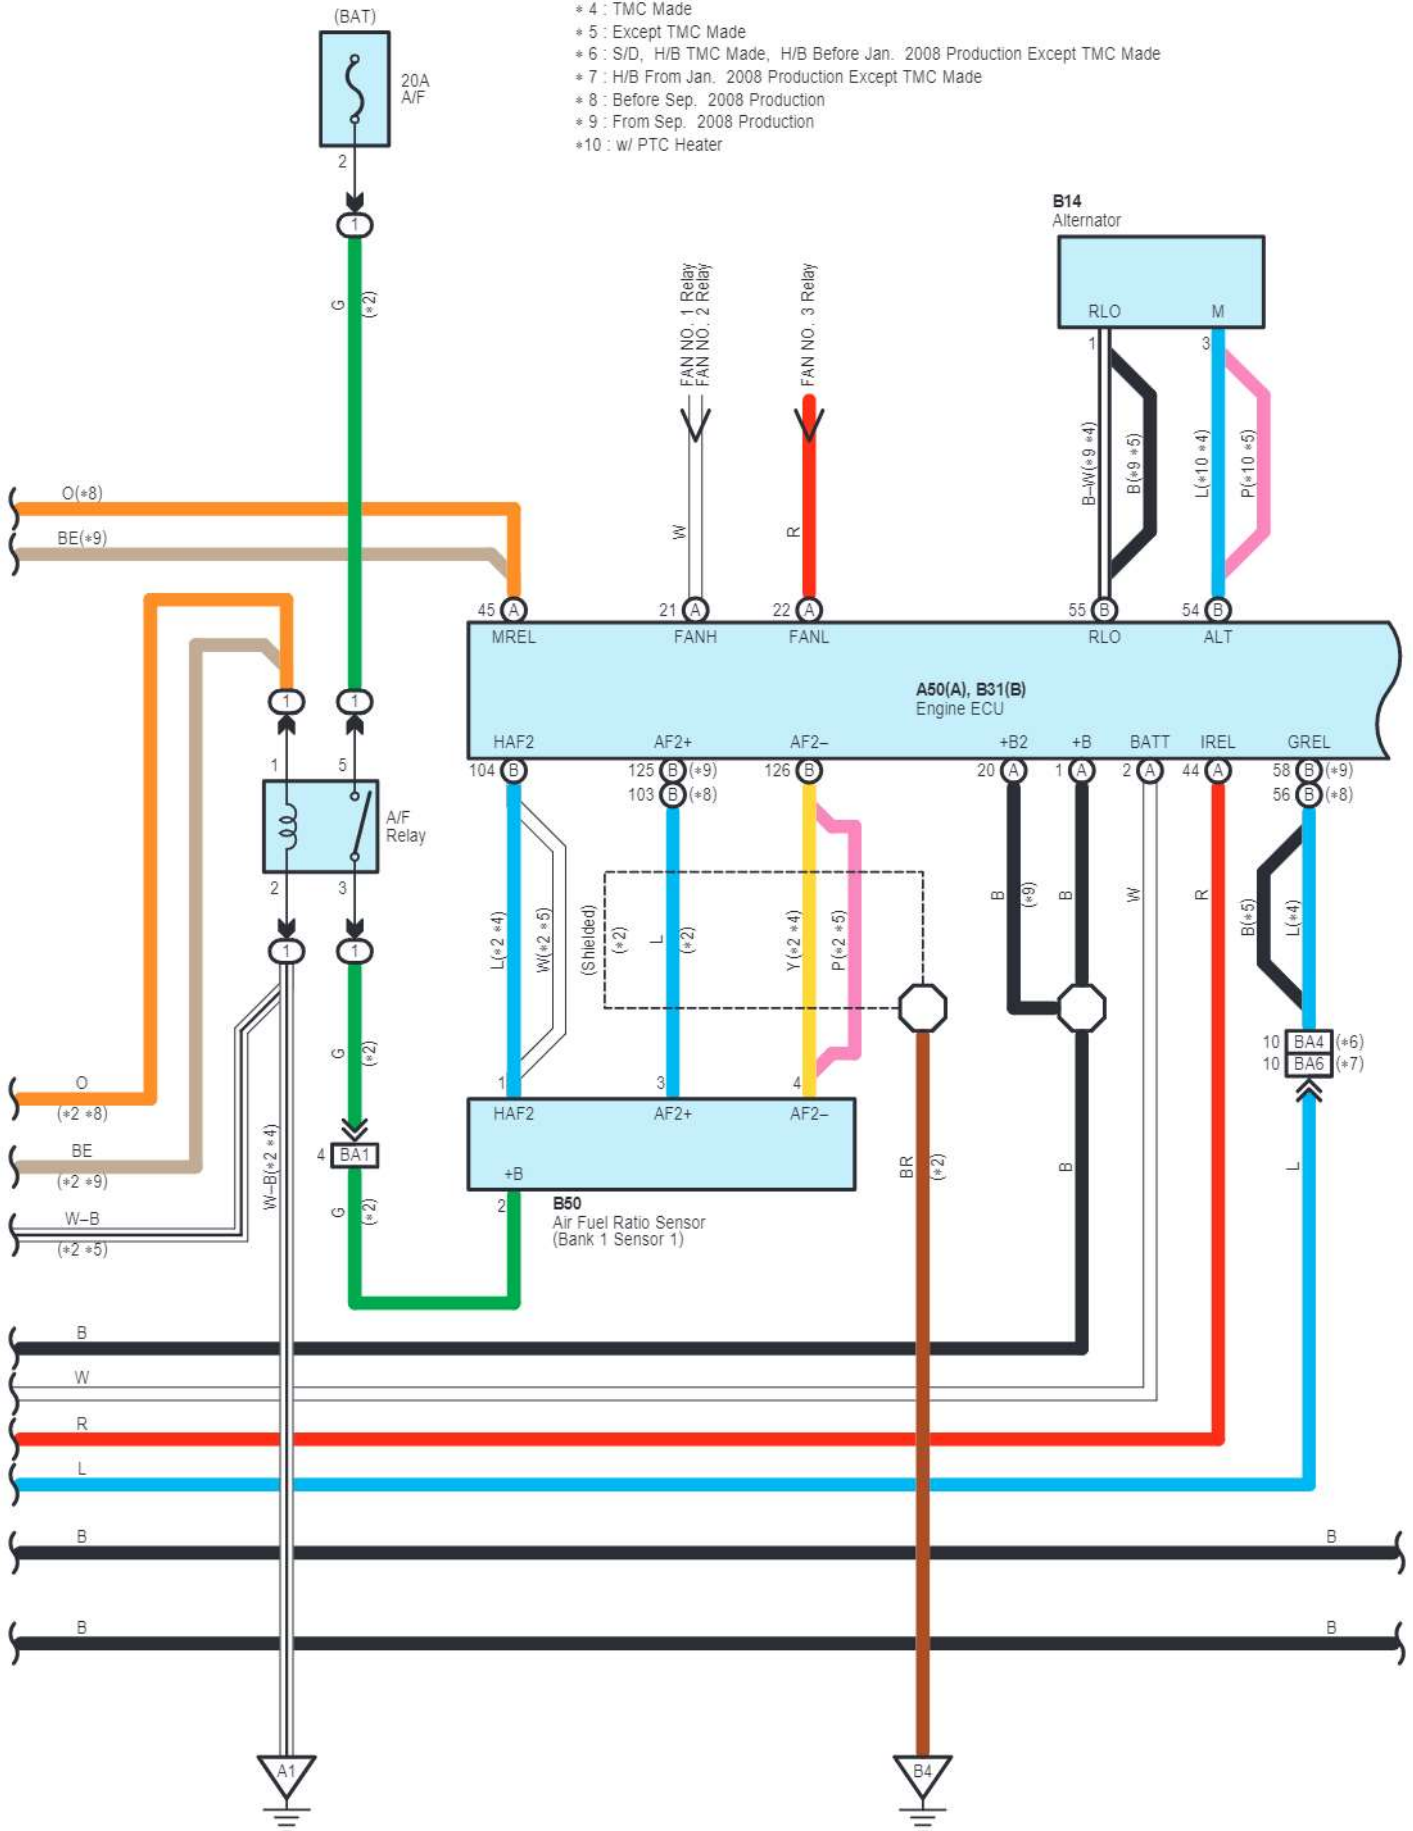 (BAT)
20A
A/F
2
1
* 4 : TMC Made
* 5 : Except TMC Made
* 6 : S/D, H/B TMC Made, H/B Before Jan. 2008 Production Except TMC Made
* 7 : H/B From Jan. 2008 Production Except TMC Made
* 8 : Before Sep. 2008 Production
* 9 : From Sep. 2008 Production
*10 : w/ PTC Heater
B14
Alternator
RLO
M
1
3
G
(*2)
FAN NO. 1 Relay
FAN NO. 2 Relay
FAN NO. 3 Relay
W
R
B–W(*9 *4)
B(*9 *5)
L(*10 *4)
P(*10 *5)
O(*8)
BE(*9)
45 A
21 A
22 A
55 B
54 B
MREL
FANH
FANL
RLO
ALT
A50(A), B31(B)
Engine ECU
HAF2
AF2+
AF2–
+B2
+B
BATT
IREL
GREL
104 B
125 B (*9)
103 B (*8)
126 B
20 A
1 A
2 A
44 A
58 B (*9)
56 B (*8)
1
1
1
5
A/F
Relay
2
3
1
1
L(*2 *4)
W(*2 *5)
(Shielded)
(*2)
L
(*2)
Y(*2 *4)
P(*2 *5)
B
(*9)
B
W
R
B(*5)
L(*4)
10 BA4 (*6)
10 BA6 (*7)
G
(*2)
1
3
4
HAF2
AF2+
AF2–
+B
2
B50
Air Fuel Ratio Sensor
(Bank 1 Sensor 1)
O
(*2 *8)
BE
(*2 *9)
W–B
(*2 *5)
W–B(*2 *4)
4 BA1
G
(*2)
BR
(*2)
B
L
B
W
R
L
B
B
B
B
A1
B4